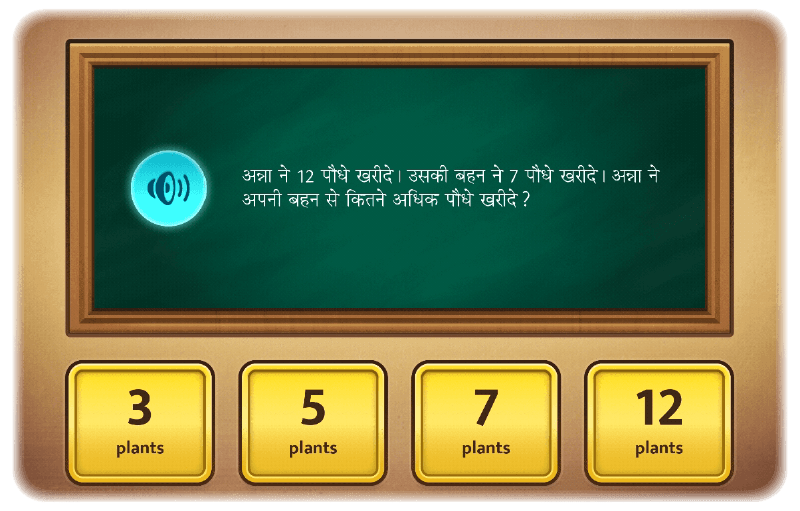 अन्ना ने 12 पौधे खरीदे। उसकी बहन ने 7 पौधे खरीदे। अन्ना ने
अपनी बहन से कितने अधिक पौधे खरीदे?
3
plants
5
plants
7
plants
12
plants